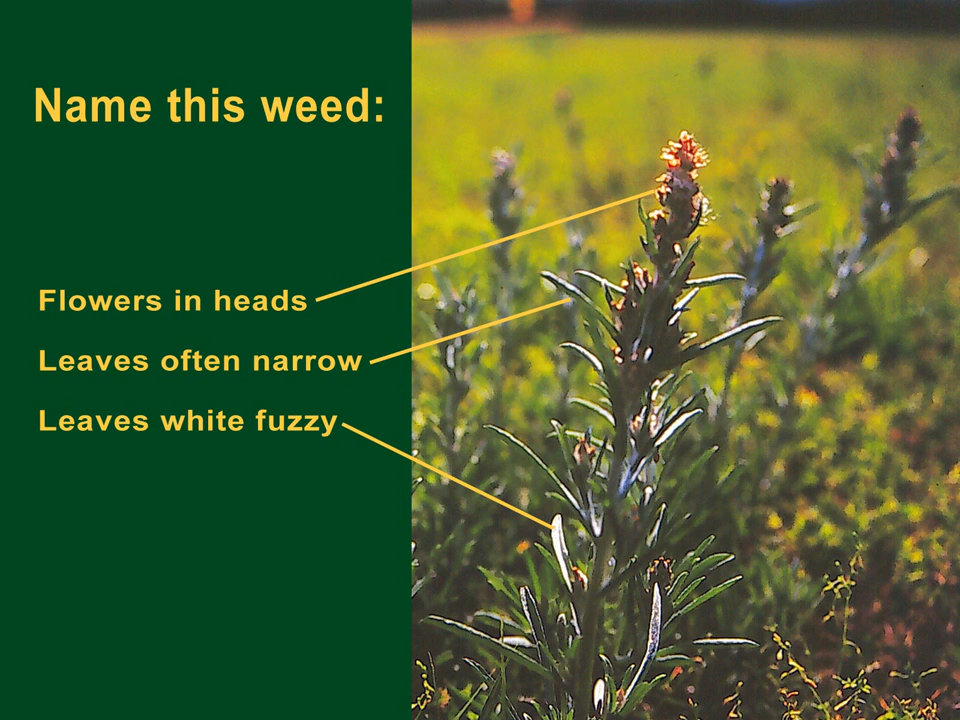 Name this weed:
Flowers in heads
Leaves often narrow
Leaves white fuzzy